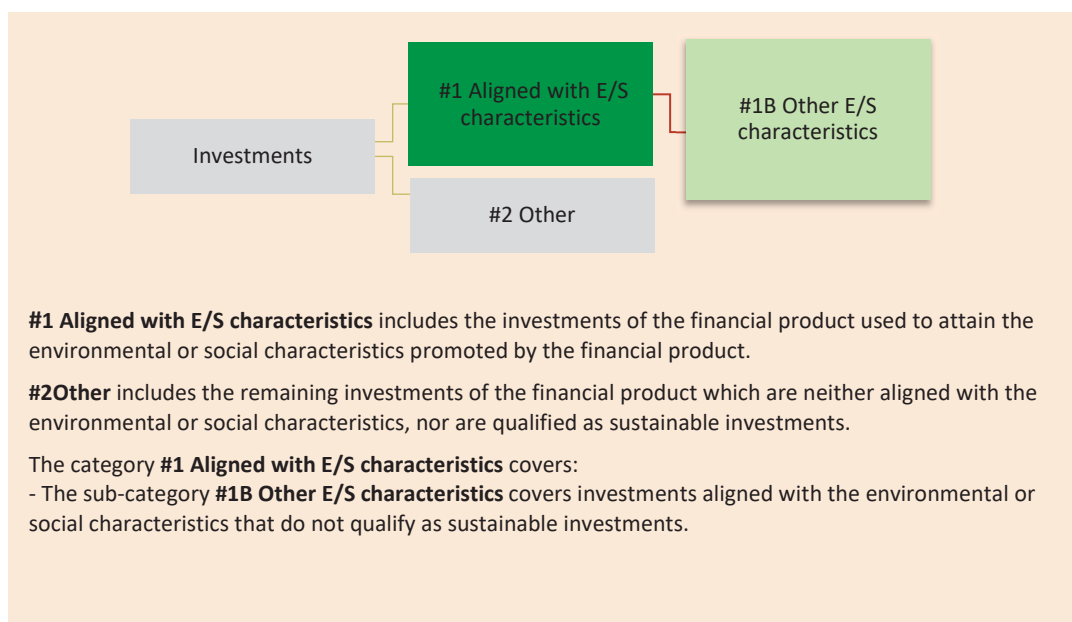 #1 Aligned with E/S
characteristics
#1B Other E/S
characteristics
Investments
#2 Other
#1 Aligned with E/S characteristics includes the investments of the financial product used to attain the
environmental or social characteristics promoted by the financial product.
#2Other includes the remaining investments of the financial product which are neither aligned with the
environmental or social characteristics, nor are qualified as sustainable investments.
The category #1 Aligned with E/S characteristics covers:
- The sub-category #1B Other E/S characteristics covers investments aligned with the environmental or
social characteristics that do not qualify as sustainable investments.